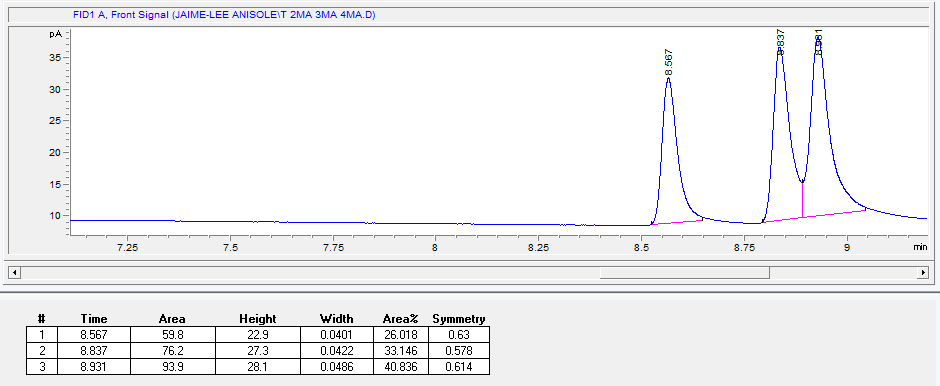 FID1 A, Front Signal (JAIME-LEE ANISOLE\T 2MA 3MA 4MA.D)
pA
35
30
25
20
15
10
8.567
8.837
8.931
7.25 7.5 7.75 8 8.25 8.5 8.75 9 min
# Time Area Height Width Area% Symmetry
1 8.567 59.8 22.9 0.0401 26.018 0.63
2 8.837 76.2 27.3 0.0422 33.146 0.578
3 8.931 93.9 28.1 0.0486 40.836 0.614